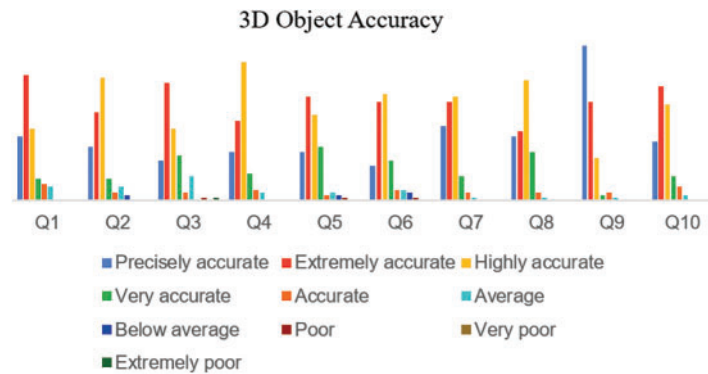 3D Object Accuracy
Q1 Q2 Q3 Q4 Q5 Q6 Q7 Q8 Q9 Q10
Precisely accurate Extremely accurate Highly accurate
Very accurate Accurate Average
Below average Poor Very poor
Extremely poor